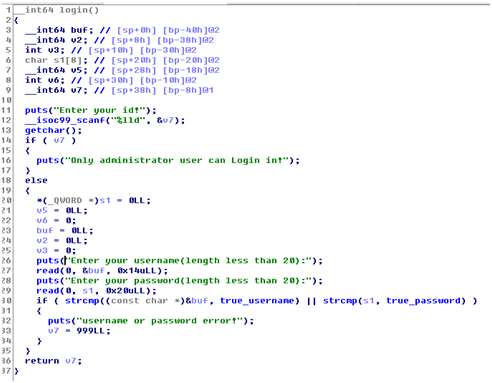 1 __int64 login()
2 {
3 __int64 buf; // [sp+0h] [bp-40h]@2
4 __int64 v2; // [sp+8h] [bp-38h]@2
5 int v3; // [sp+10h] [bp-30h]@2
6 char s1[8]; // [sp+20h] [bp-20h]@2
7 __int64 v5; // [sp+28h] [bp-18h]@2
8 int v6; // [sp+30h] [bp-10h]@2
9 __int64 v7; // [sp+38h] [bp-8h]@1
10
11 puts("Enter your id!");
12 __isoc99_scanf("%lld", &v7);
13 getchar();
14 if ( v7 )
15 {
16 puts("Only administrator user can Login in!");
17 }
18 else
19 {
20 *(_QWORD *)s1 = 0LL;
21 v5 = 0LL;
22 v6 = 0;
23 buf = 0LL;
24 v2 = 0LL;
25 v3 = 0;
26 puts("Enter your username(length less than 20):");
27 read(0, &buf, 0x14uLL);
28 puts("Enter your password(length less than 20):");
29 read(0, s1, 0x20uLL);
30 if ( strcmp((const char *)&buf, true_username) || strcmp(s1, true_password) )
31 {
32 puts("username or password error!");
33 v7 = 999LL;
34 }
35 }
36 return v7;
37 }